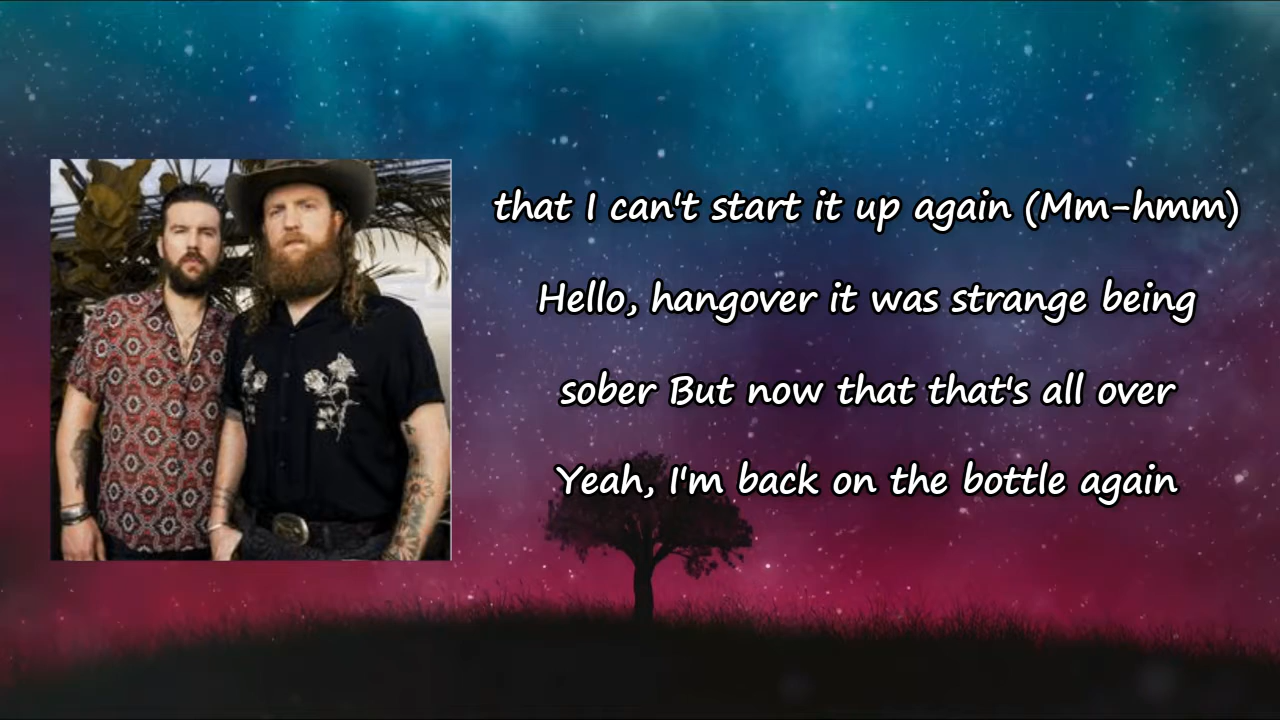 that I can't start it up again (Mm-hmm)
Hello, hangover it was strange being
sober But now that that's all over
Yeah, I'm back on the bottle again